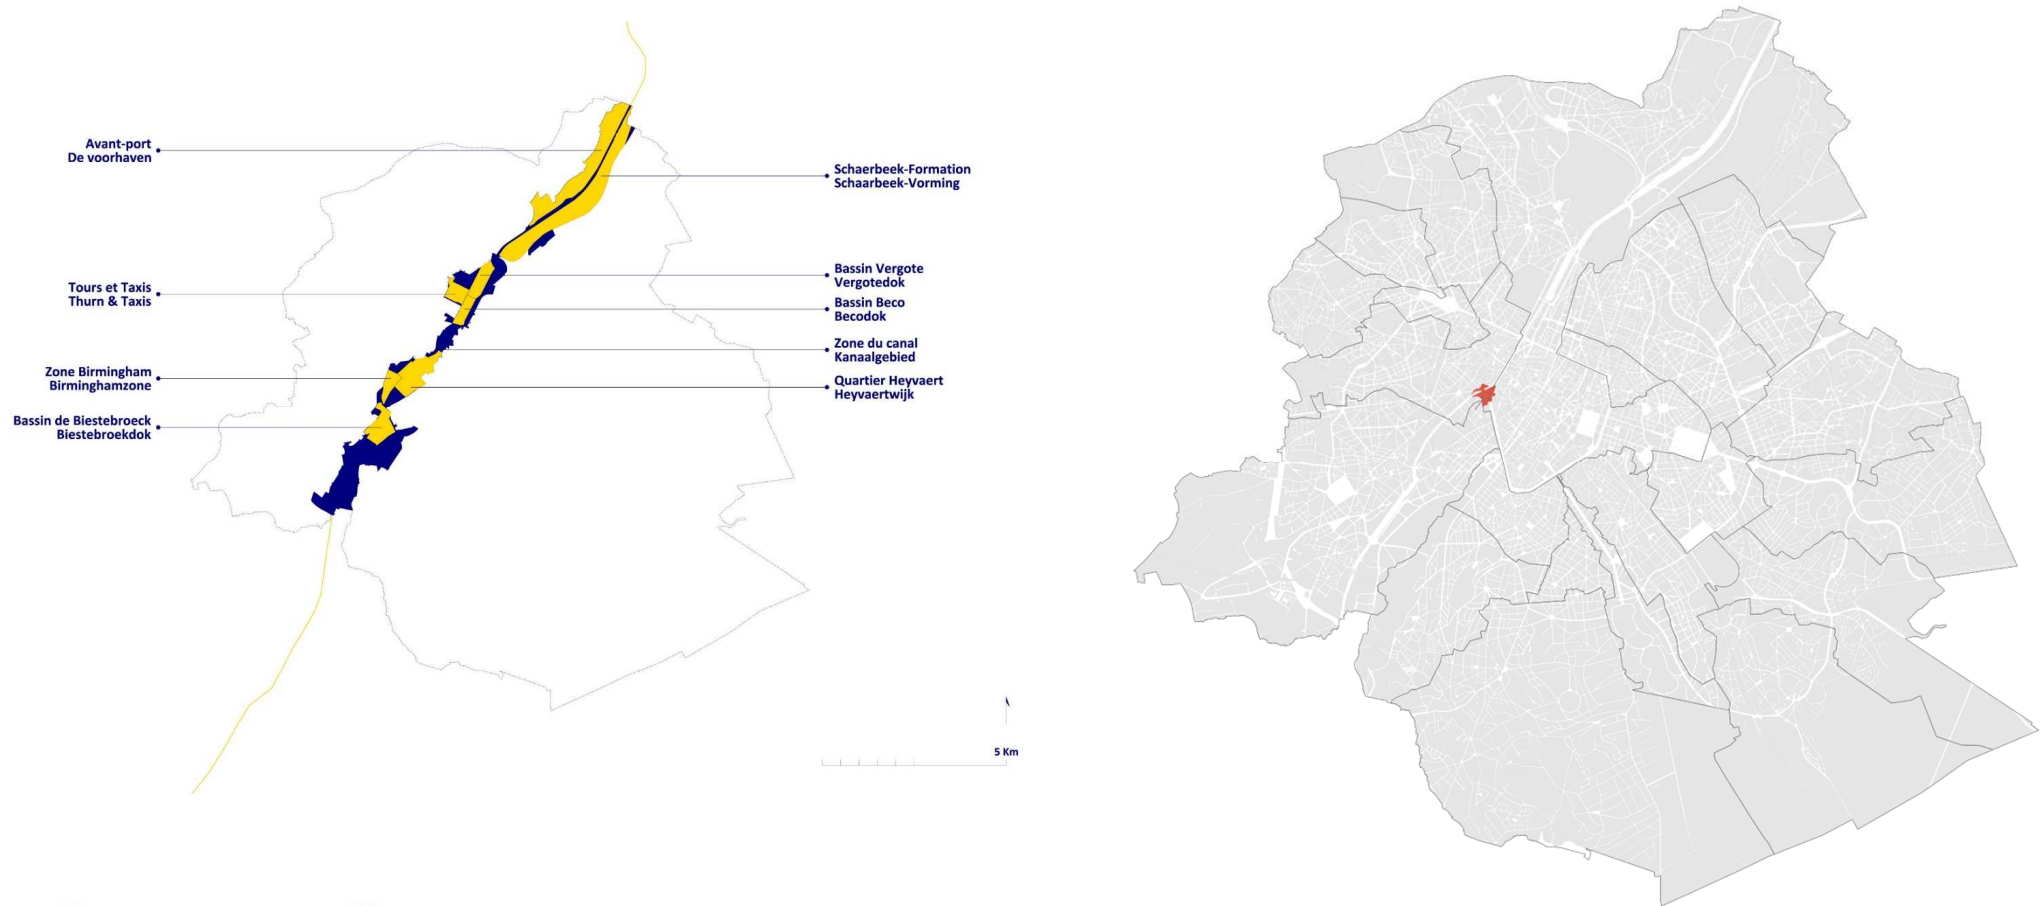 Avant-port
De voorhaven
Schaerbeek-Formation
Schaarbeek-Vorming
Bassin Vergote
Vergotedok
Tours et Taxis
Thurn & Taxis
Bassin Beco
Becodok
Zone du canal
Kanaalgebied
Zone Birmingham
Birminghamzone
Quartier Heyvaert
Heyvaertwijk
Bassin de Biestebroeck
Biestebroekdok
5 Km